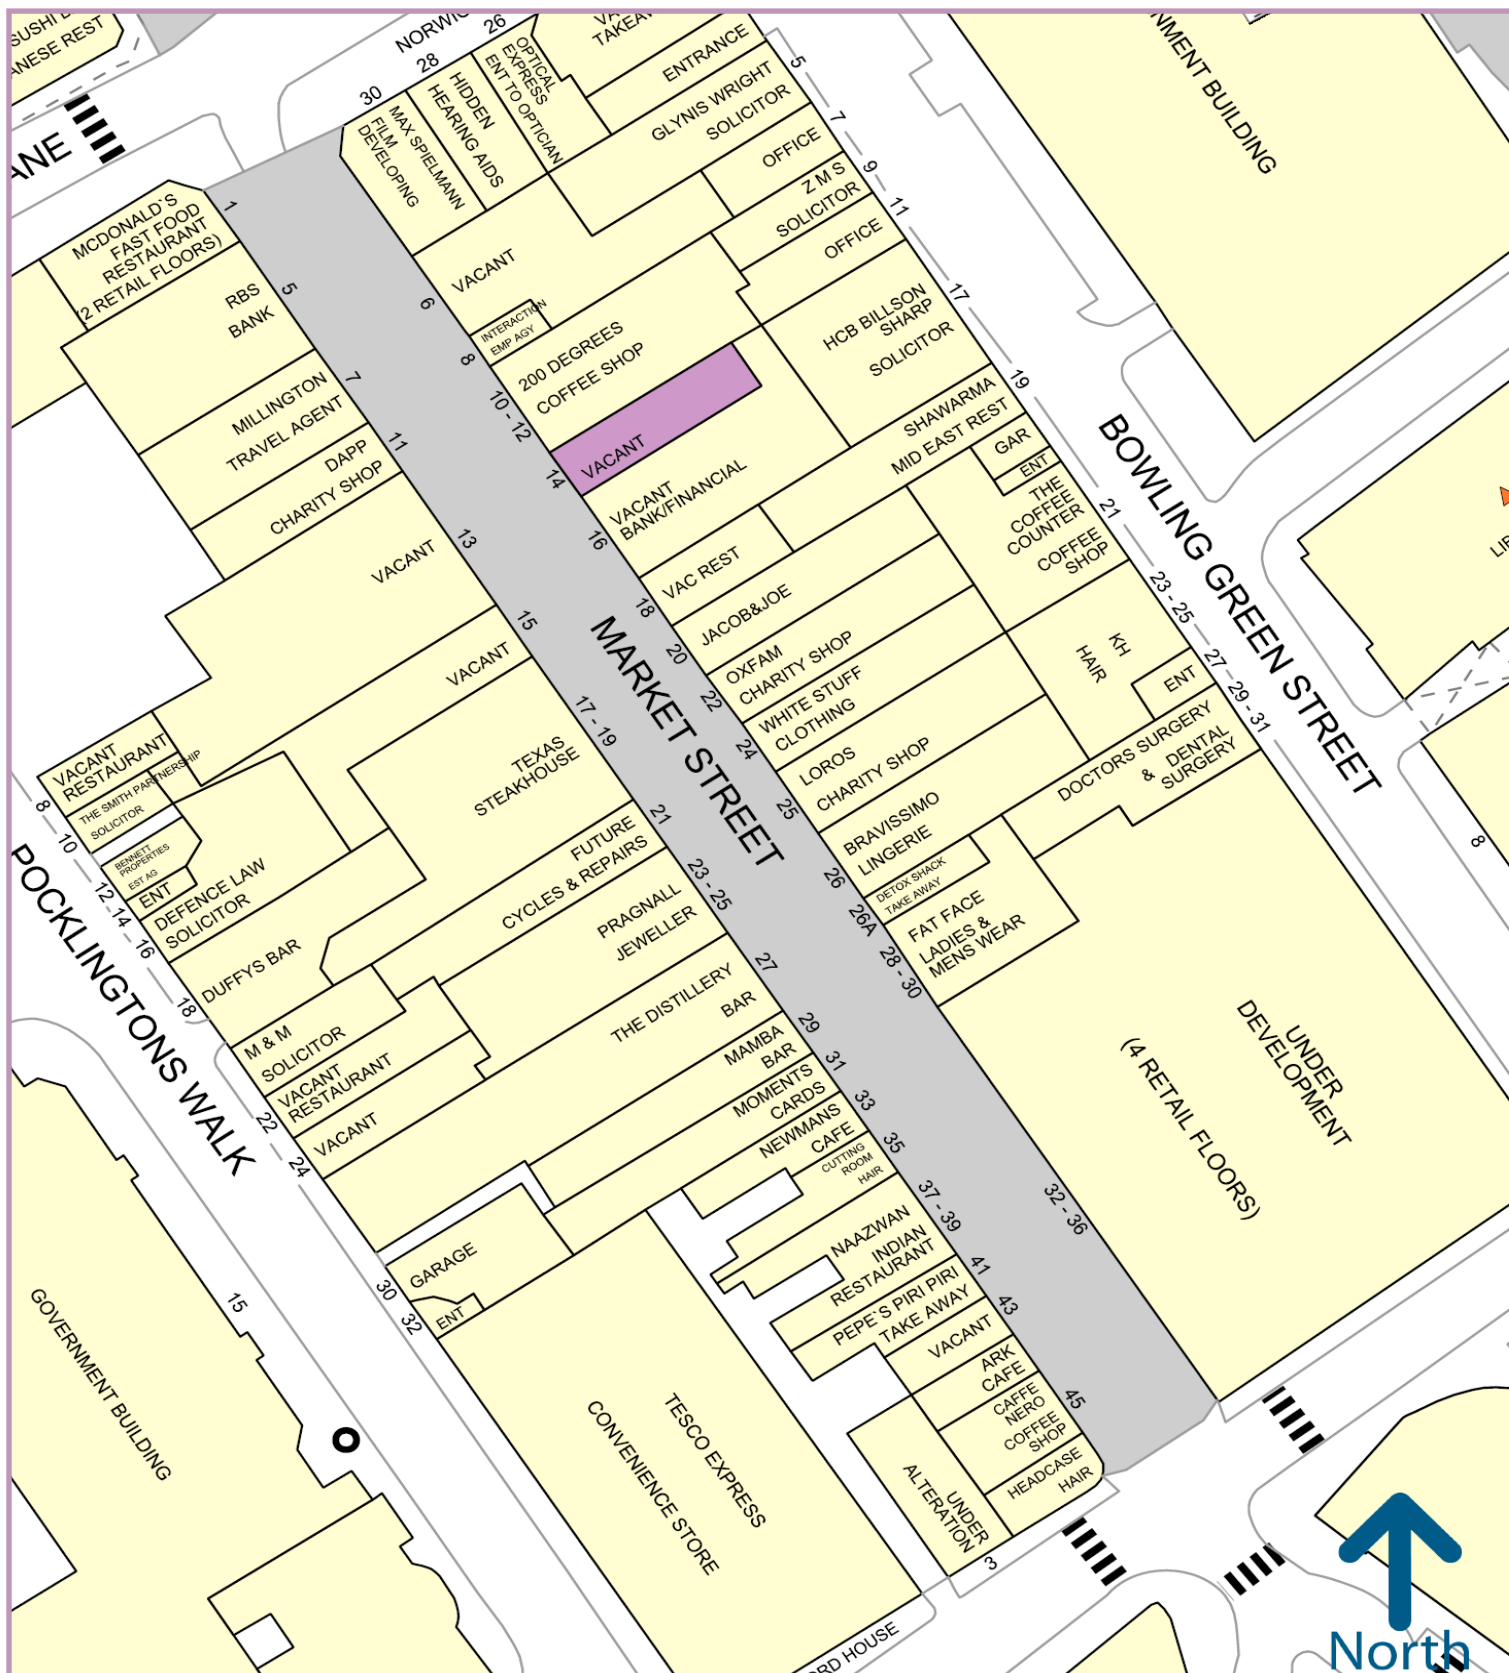 SUSHI
ANESE REST
ANE
NORWIC
26
28
30
OPTICAL
EXPRESS
ENT TO OPTICIAN
HIDDEN
HEARING AIDS
MAX SPIELMANN
FILM
DEVELOPING
VA
TAKEAW
ENTRANCE
GLYNIS WRIGHT
SOLICITOR
OFFICE
Z M S
SOLICITOR
OFFICE
HCB BILLSON
SHARP
SOLICITOR
SHAWARMA
MID EAST REST
GAR
ENT
THE
COFFEE
COUNTER
COFFEE
SHOP
KH
HAIR
ENT
DOCTORS SURGERY
& DENTAL
SURGERY
5
7
9
11
17
19
21
23 - 25
27
29 - 31
8
BOWLING GREEN STREET
NMENT BUILDING
LIB
MCDONALD`S
FAST FOOD
RESTAURANT
(2 RETAIL FLOORS)
RBS
BANK
MILLINGTON
TRAVEL AGENT
DAPP
CHARITY SHOP
VACANT
VACANT
TEXAS
STEAKHOUSE
FUTURE
CYCLES & REPAIRS
PRAGNALL
JEWELLER
THE DISTILLERY
BAR
MAMBA
BAR
MOMENTS
CARDS
NEWMANS
CAFE
CUTTING
ROOM
HAIR
NAAZWAN
INDIAN
RESTAURANT
PEPE`S PIRI PIRI
TAKE AWAY
VACANT
ARK
CAFE
CAFFE
NERO
COFFEE
SHOP
HEADCASE
HAIR
UNDER
ALTERATION
3
1
5
7
11
13
15
17 - 19
21
23 - 25
27
29
31
33
35
37 - 39
41
43
45
MARKET STREET
6
8
10 - 12
14
16
18
20
22
24
25
26
26A
28 - 30
32 - 36
VACANT
INTERACTION
EMP AGY
200 DEGREES
COFFEE SHOP
VACANT
VACANT
BANK/FINANCIAL
VAC REST
JACOB&JOE
OXFAM
CHARITY SHOP
WHITE STUFF
CLOTHING
LOROS
CHARITY SHOP
BRAVISSIMO
LINGERIE
DETOX SHACK
TAKE AWAY
FAT FACE
LADIES &
MENS WEAR
UNDER
DEVELOPMENT
(4 RETAIL FLOORS)
VACANT
RESTAURANT
THE SMITH PARTNERSHIP
SOLICITOR
BENNETT
PROPERTIES
EST AG
ENT
DEFENCE LAW
SOLICITOR
DUFFYS BAR
M & M
SOLICITOR
VACANT
RESTAURANT
VACANT
GARAGE
ENT
8
10
12
14
16
18
22
24
30
32
15
POCKLINGTONS WALK
GOVERNMENT BUILDING
TESCO EXPRESS
CONVENIENCE STORE
RD HOUSE
North